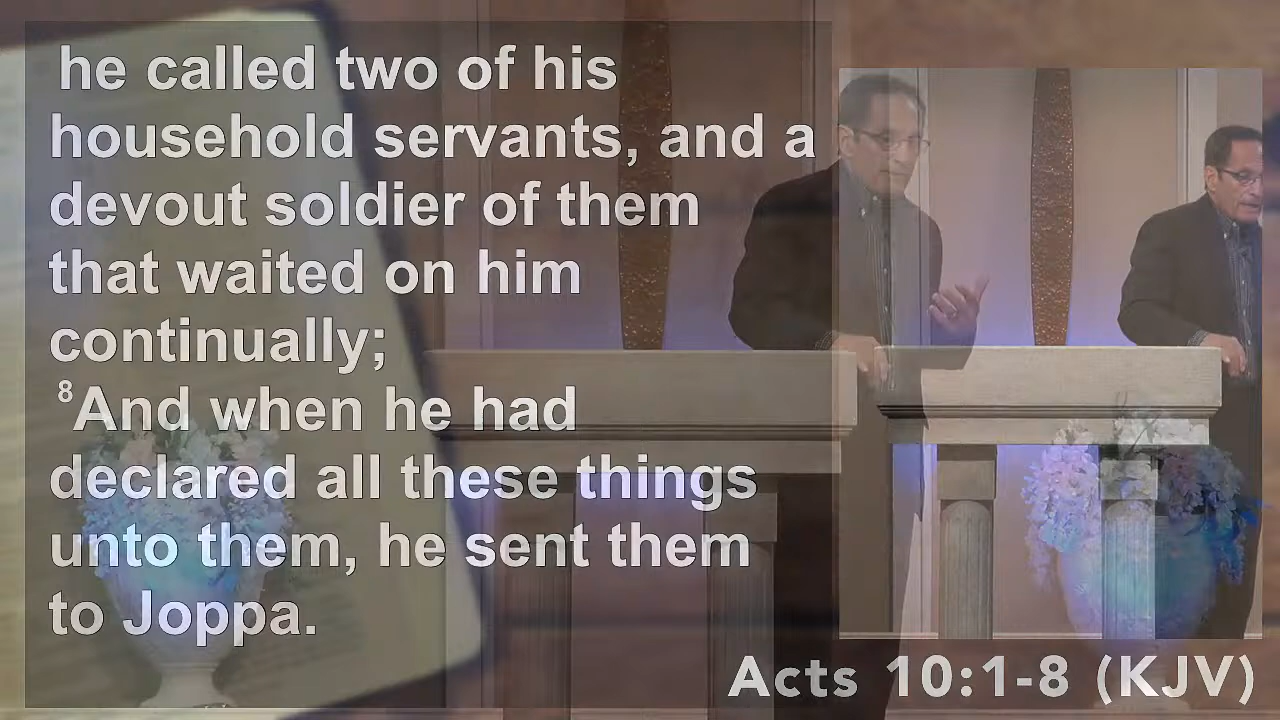 he called two of his
household servants, and a
devout soldier of them
that waited on him
continually;
8And when he had
declared all these things
unto them, he sent them
to Joppa.
Acts 10:1-8 (KJV)